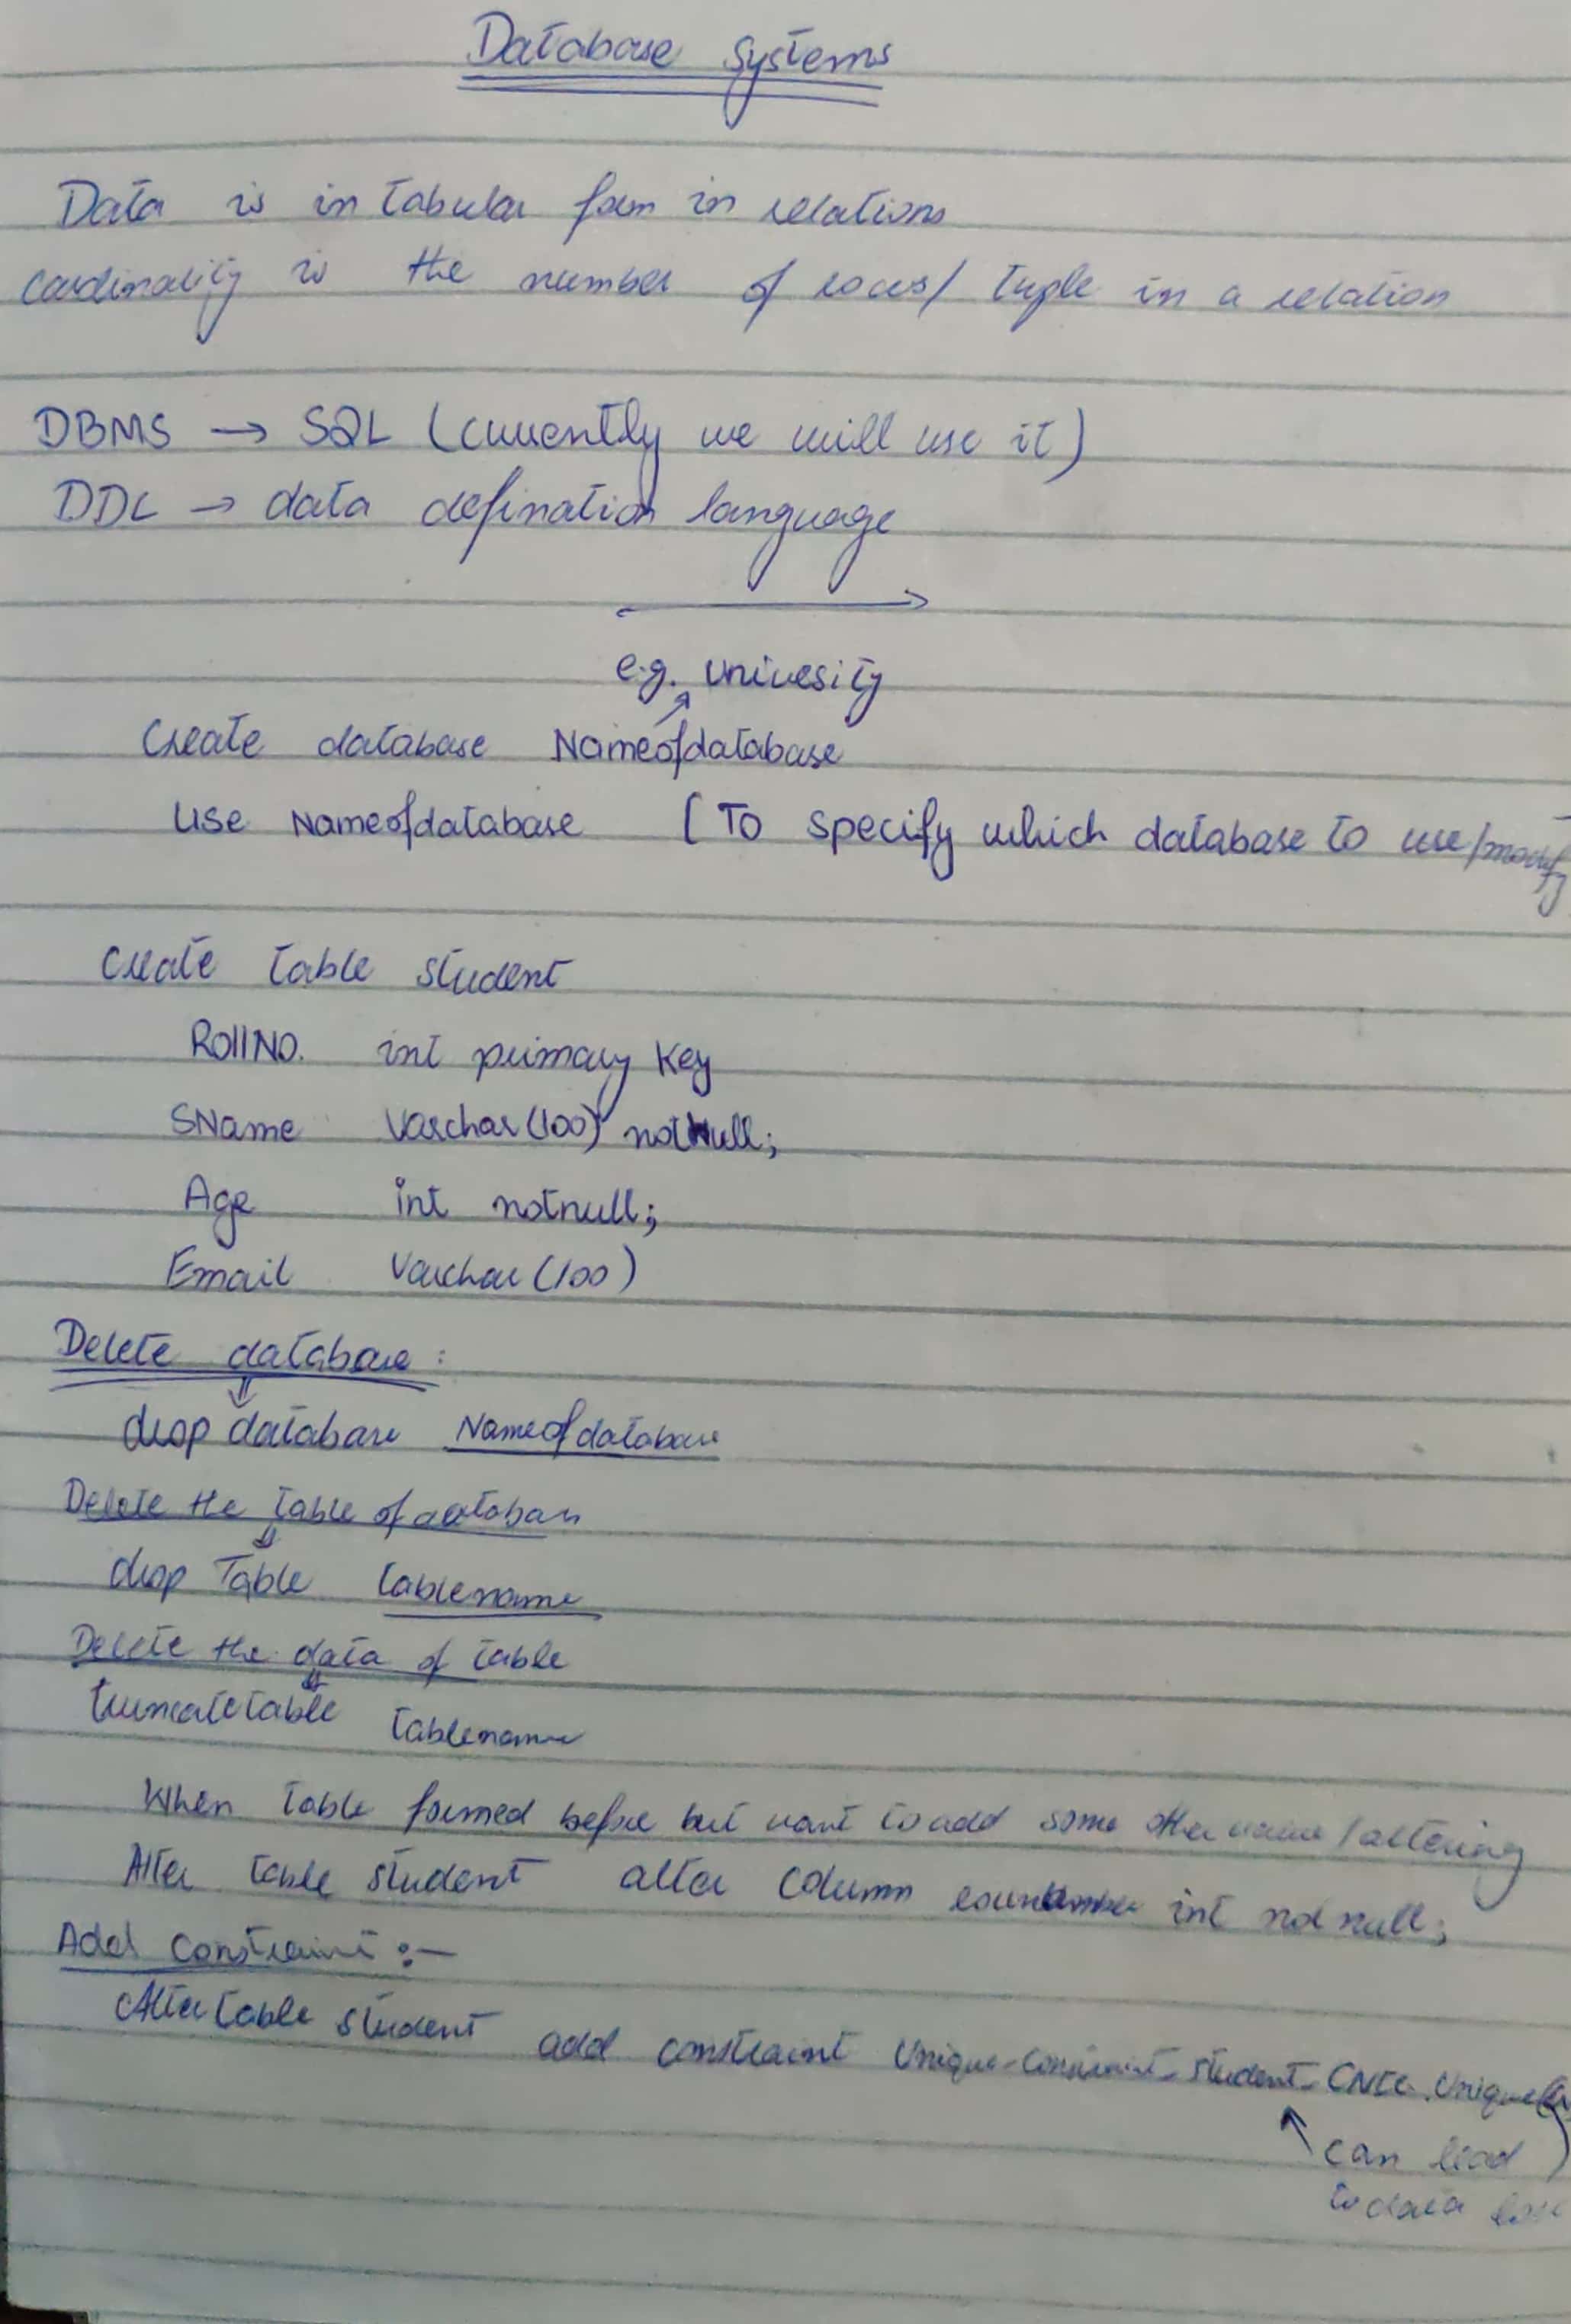 Database Systems
Data is in tabular form in relations
Cardinality is the number of rows/ tuple in a relation
DBMS → SQL (currently we will use it)
DDL → data defination language
e.g. univesity
Create database Nameofdatabase
Use Nameofdatabase [To specify which database to use/modify
Create table student
RollNo. int primary key
SName Varchar(100) notnull;
Age int notnull;
Email Varchar(100)
Delete database:
drop database Nameofdatabase
Delete the table of database
drop Table tablename
Delete the data of table
truncate table tablename
When table formed before but want to add some other /altering
Alter table student alter column int not null;
Add constraint :-
Alter table student add constraint Unique-Constraint-Student-CNIC Unique(
can lead )
to data loss